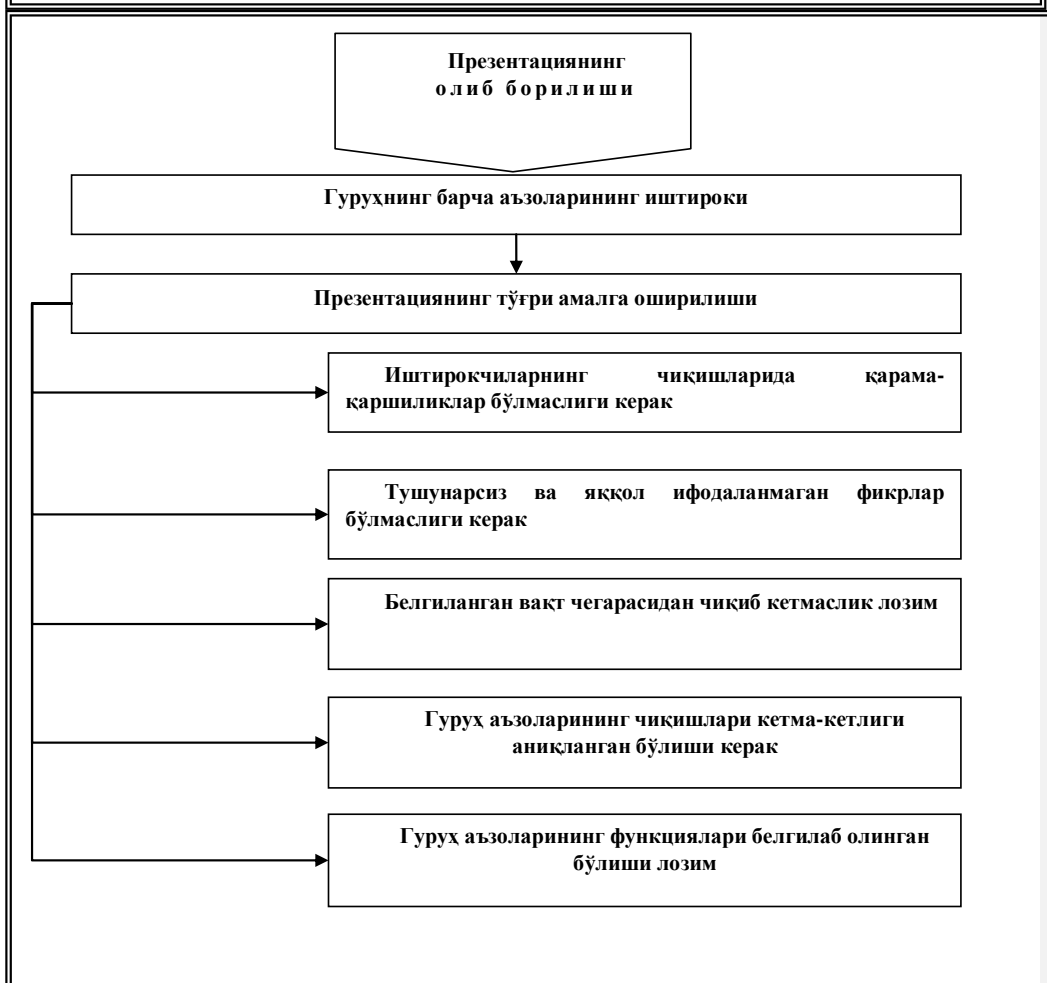 Презентациянинг
олиб борилиши
Гуруҳнинг барча аъзоларининг иштироки
Презентациянинг тўғри амалга оширилиши
Иштирокчиларнинг чиқишларида қарама-
қаршиликлар бўлмаслиги керак
Тушунарсиз ва яққол ифодаланмаган фикрлар
бўлмаслиги керак
Белгиланган вақт чегарасидан чиқиб кетмаслик лозим
Гуруҳ аъзоларининг чиқишлари кетма-кетлиги
аниқланган бўлиши керак
Гуруҳ аъзоларининг функциялари белгилаб олинган
бўлиши лозим